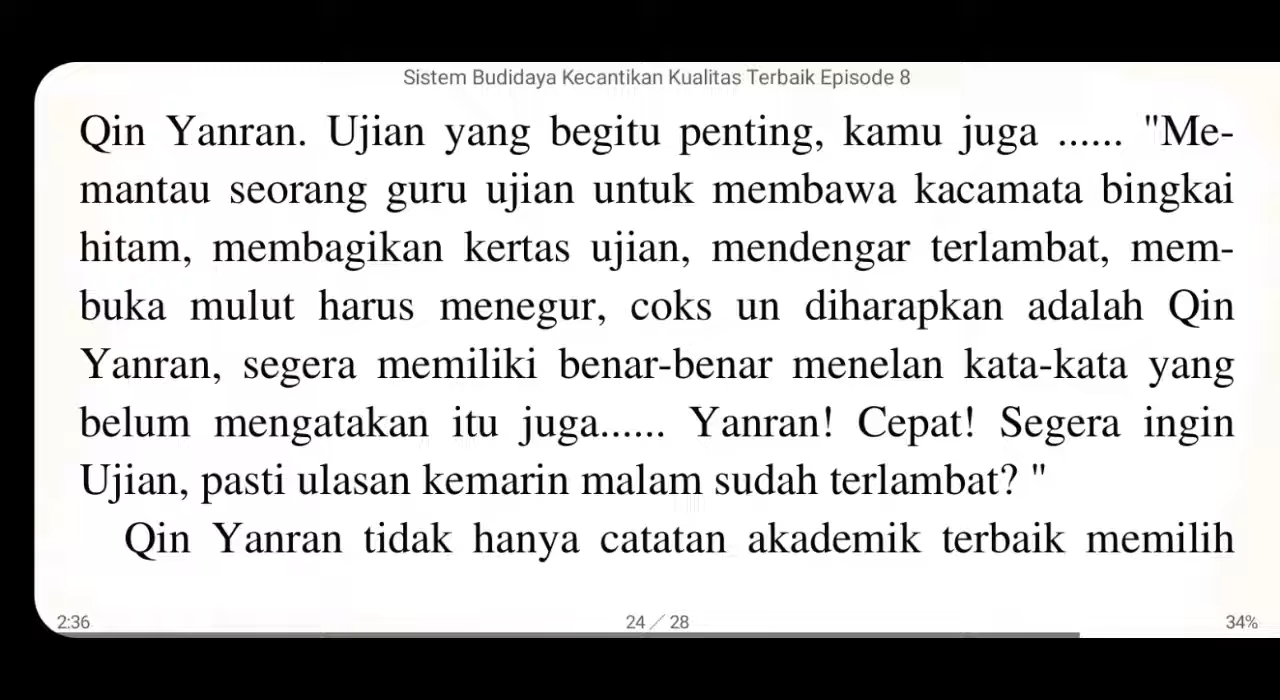 Sistem Budidaya Kecantikan Kualitas Terbaik Episode 8
Qin Yanran. Ujian yang begitu penting, kamu juga ...... "Me-
mantau seorang guru ujian untuk membawa kacamata bingkai
hitam, membagikan kertas ujian, mendengar terlambat, mem-
buka mulut harus menegur, coks un diharapkan adalah Qin
Yanran, segera memiliki benar-benar menelan kata-kata yang
belum mengatakan itu juga...... Yanran! Cepat! Segera ingin
Ujian, pasti ulasan kemarin malam sudah terlambat? "
Qin Yanran tidak hanya catatan akademik terbaik memilih
2:36 24 / 28 34%